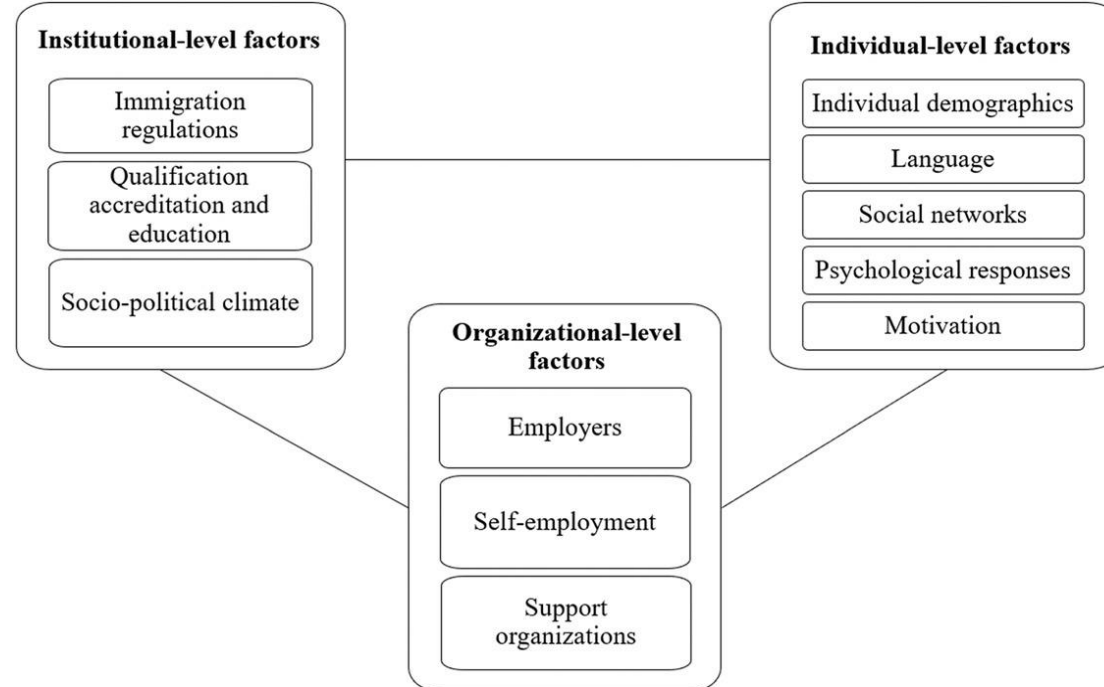 Institutional-level factors
Immigration
regulations
Qualification
accreditation and
education
Socio-political climate
Organizational-level
factors
Employers
Self-employment
Support
organizations
Individual-level factors
Individual demographics
Language
Social networks
Psychological responses
Motivation